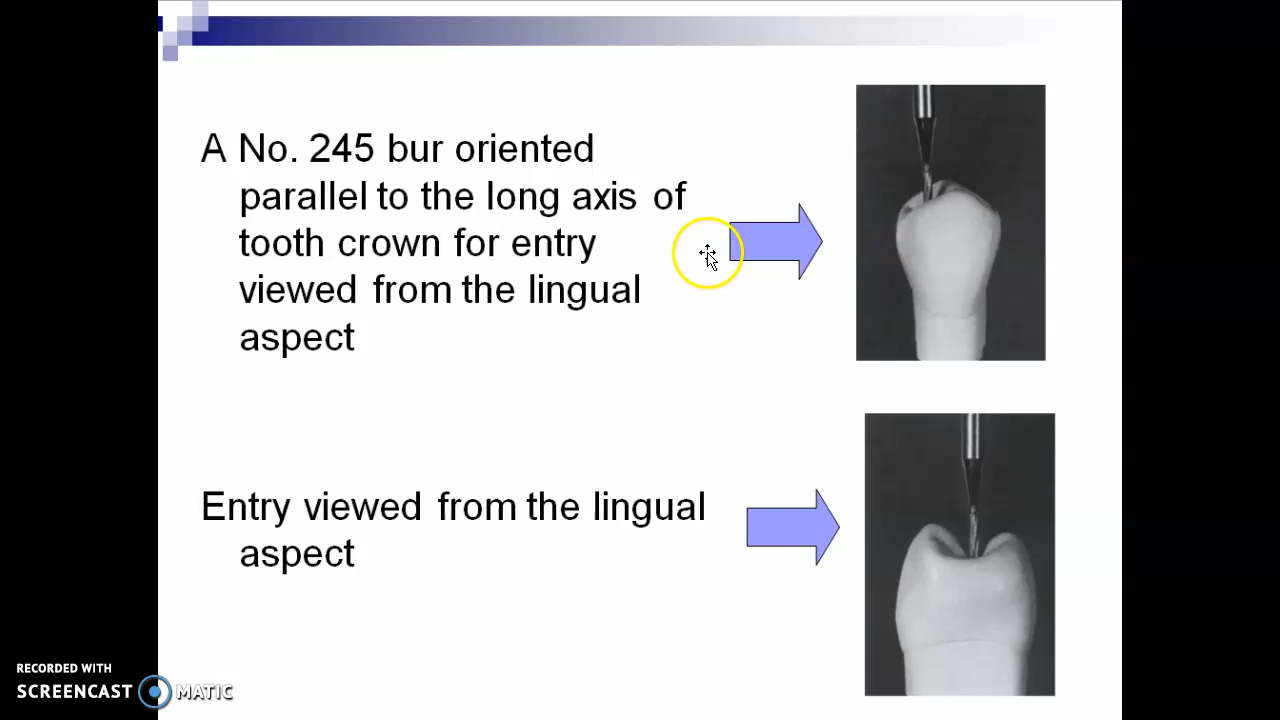 A No. 245 bur oriented
parallel to the long axis of
tooth crown for entry
viewed from the lingual
aspect
Entry viewed from the lingual
aspect
RECORDED WITH
SCREENCAST MATIC